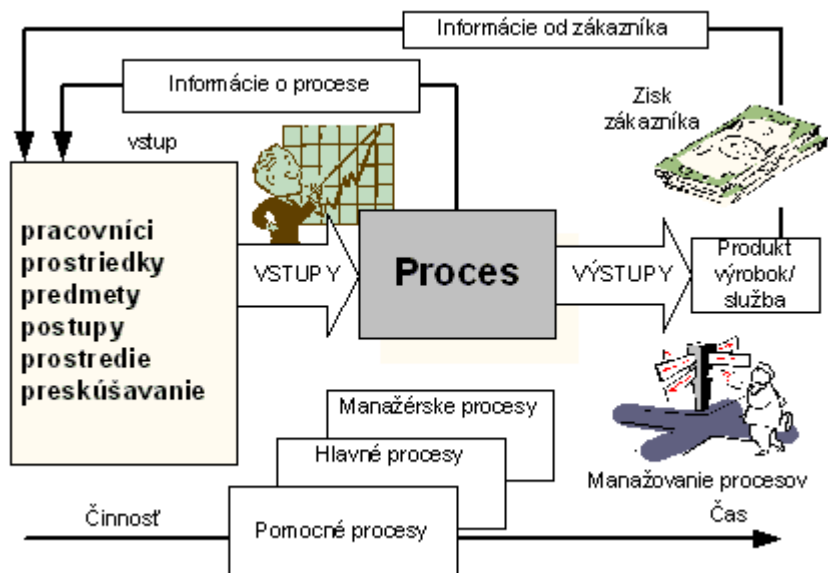 Informácie od zákazníka
Informácie o procese
Zisk
zákazníka
vstup
pracovníci
prostriedky
predmety
postupy
prostredie
preskúšavanie
VSTUPY
Proces
VÝSTUPY
Produkt
výrobok/
služba
Manažérske procesy
Hlavné procesy
Pomocné procesy
Manažovanie procesov
Činnosť
Čas